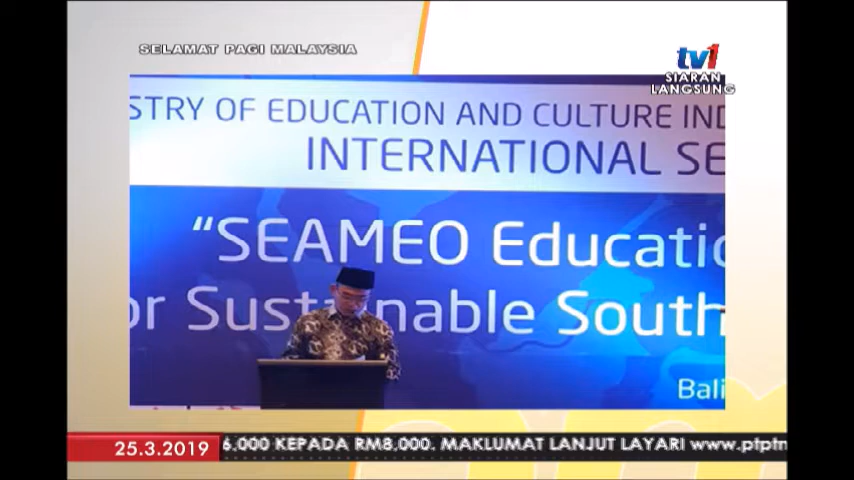 SELAMAT PAGI MALAYSIA
tv1
SIARAN
LANGSUNG
STRY OF EDUCATION AND CULTURE IND
INTERNATIONAL SE
“SEAMEO Educatio
or Sustainable South
Bali
25.3.2019
6.000 KEPADA RM8,000. MAKLUMAT LANJUT LAYARI www.ptptn